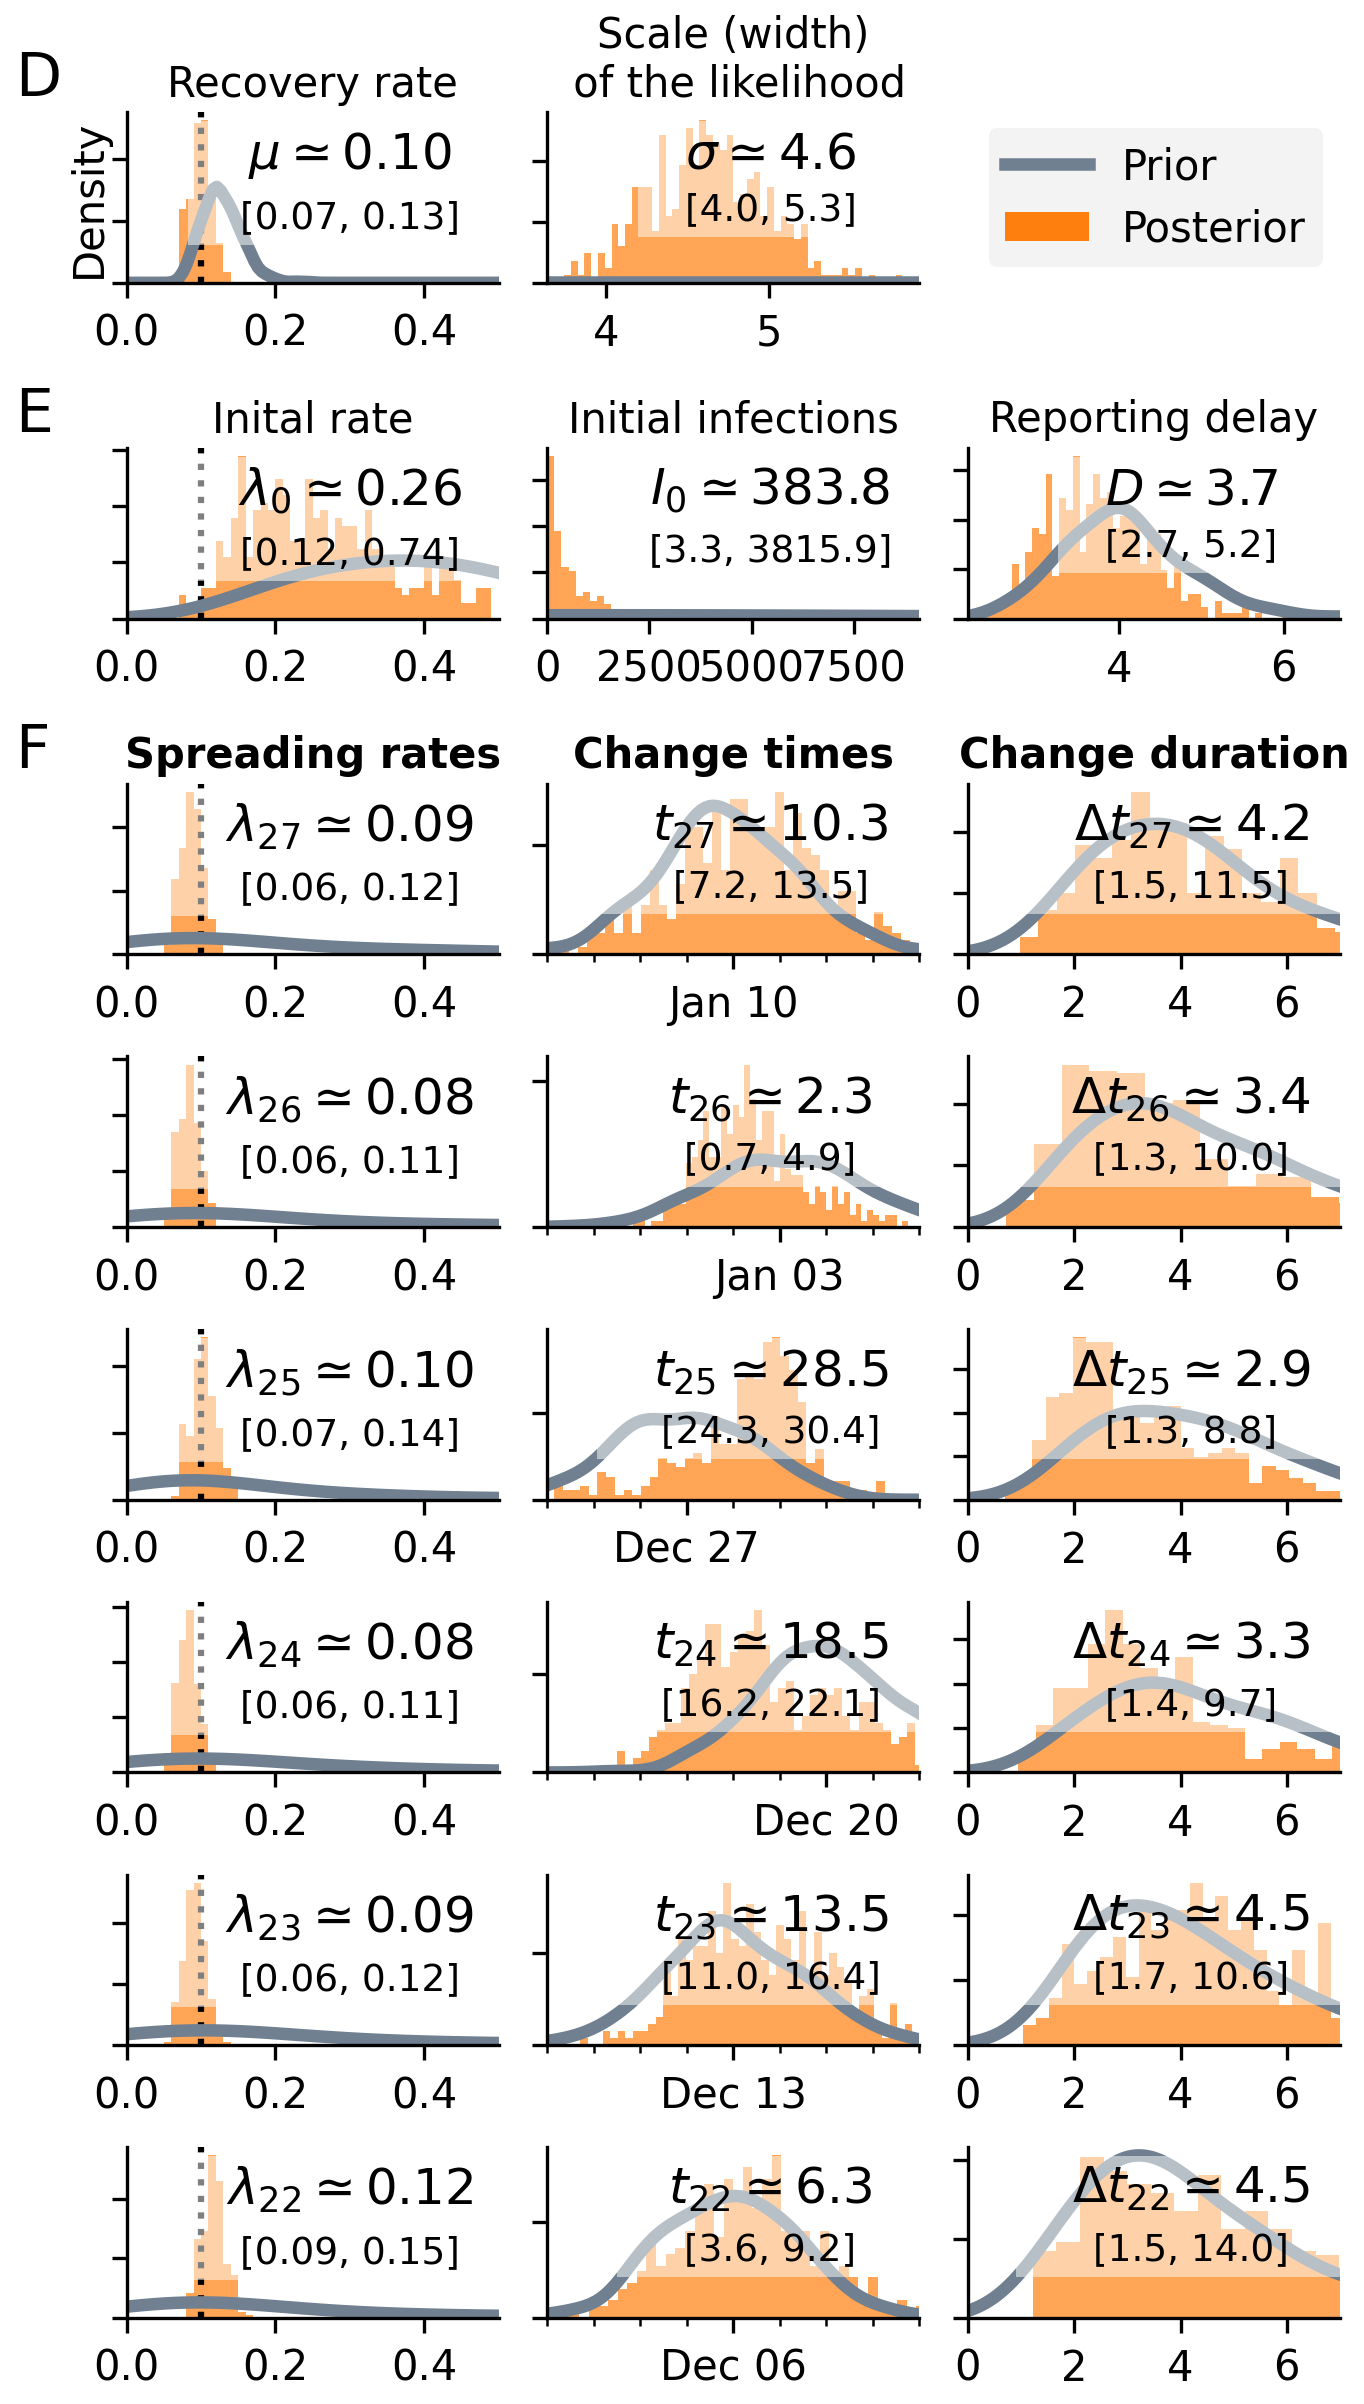 D
Recovery rate
Scale (width)
of the likelihood
Density
μ ≃ 0.10
[0.07, 0.13]
σ ≃ 4.6
[4.0, 5.3]
Prior
Posterior
0.0 0.2 0.4
4 5
E
Inital rate
Initial infections
Reporting delay
λ0 ≃ 0.26
[0.12, 0.74]
I0 ≃ 383.8
[3.3, 3815.9]
D ≃ 3.7
[2.7, 5.2]
0.0 0.2 0.4
0 2500 5000 7500
4 6
F
Spreading rates
Change times
Change duration
λ27 ≃ 0.09
[0.06, 0.12]
t27 ≃ 10.3
[7.2, 13.5]
Δt27 ≃ 4.2
[1.5, 11.5]
0.0 0.2 0.4
Jan 10
0 2 4 6
λ26 ≃ 0.08
[0.06, 0.11]
t26 ≃ 2.3
[0.7, 4.9]
Δt26 ≃ 3.4
[1.3, 10.0]
0.0 0.2 0.4
Jan 03
0 2 4 6
λ25 ≃ 0.10
[0.07, 0.14]
t25 ≃ 28.5
[24.3, 30.4]
Δt25 ≃ 2.9
[1.3, 8.8]
0.0 0.2 0.4
Dec 27
0 2 4 6
λ24 ≃ 0.08
[0.06, 0.11]
t24 ≃ 18.5
[16.2, 22.1]
Δt24 ≃ 3.3
[1.4, 9.7]
0.0 0.2 0.4
Dec 20
0 2 4 6
λ23 ≃ 0.09
[0.06, 0.12]
t23 ≃ 13.5
[11.0, 16.4]
Δt23 ≃ 4.5
[1.7, 10.6]
0.0 0.2 0.4
Dec 13
0 2 4 6
λ22 ≃ 0.12
[0.09, 0.15]
t22 ≃ 6.3
[3.6, 9.2]
Δt22 ≃ 4.5
[1.5, 14.0]
0.0 0.2 0.4
Dec 06
0 2 4 6